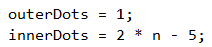 outerDots = 1;
innerDots = 2 * n - 5;